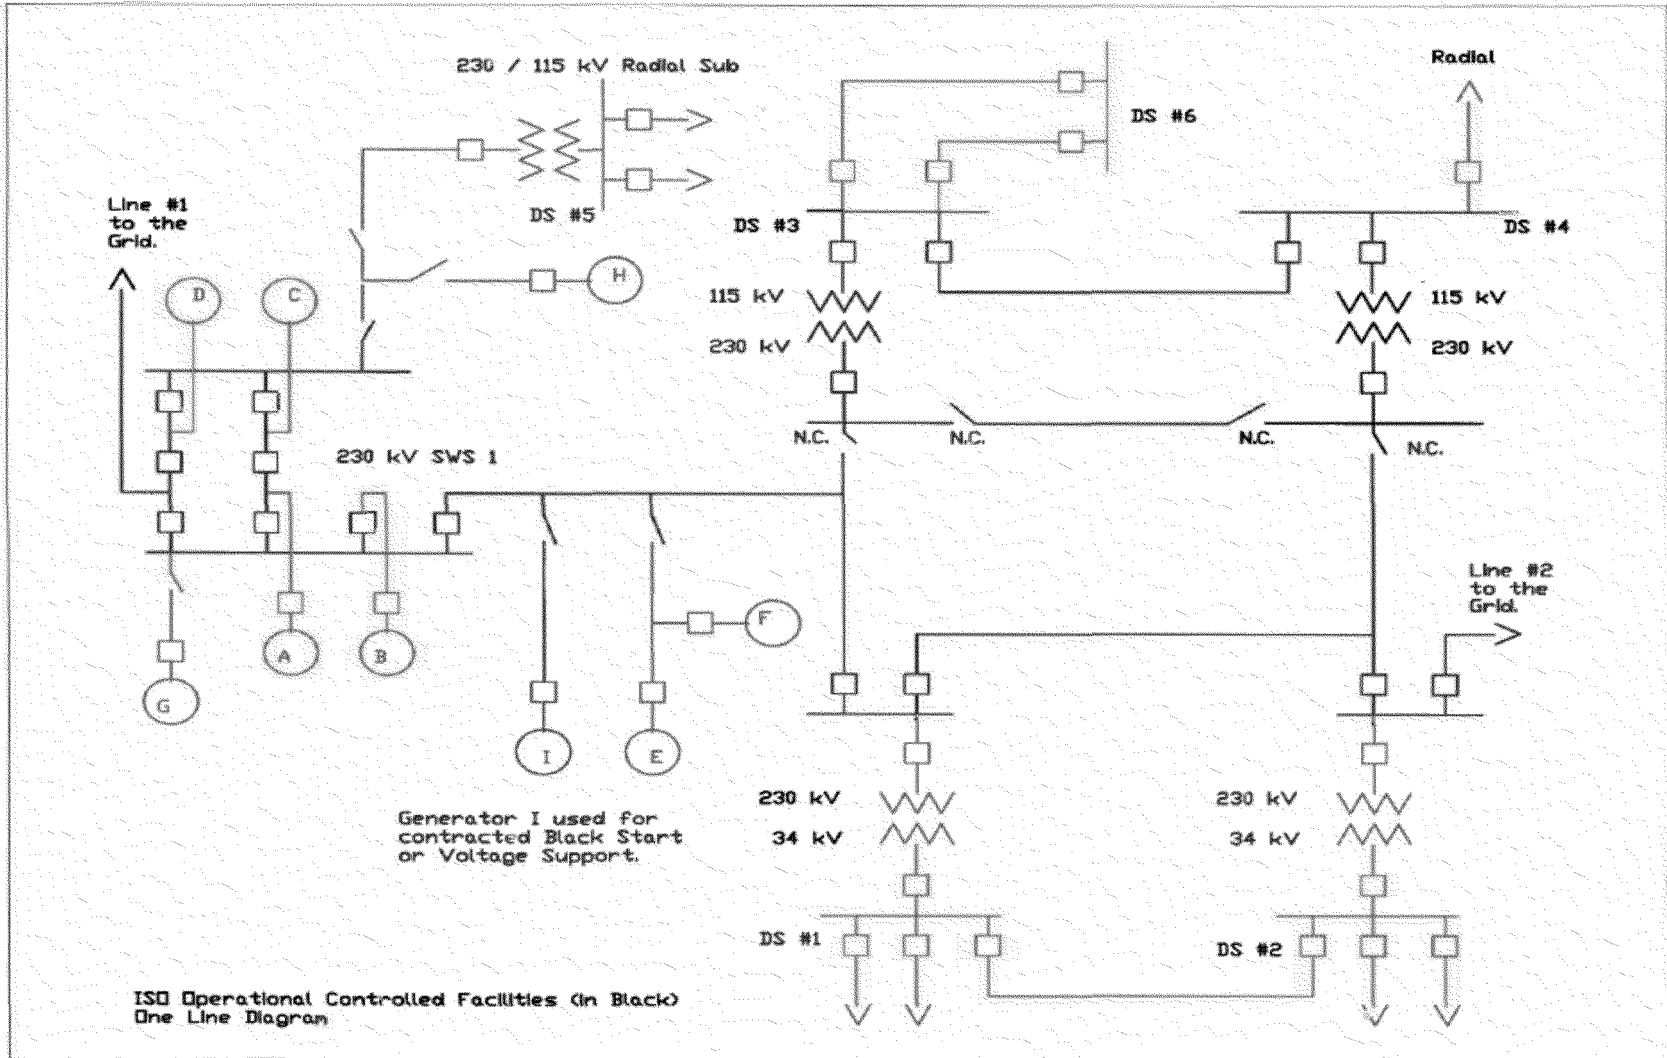 230 / 115 kV Radial Sub
Radial
DS #6
Line #1
to the
Grid.
DS #5
DS #3
DS #4
D
C
H
115 kV
230 kV
115 kV
230 kV
N.C.
N.C.
N.C.
N.C.
230 kV SWS 1
Line #2
to the
Grid.
F
A
B
G
I
E
230 kV
34 kV
230 kV
34 kV
Generator I used for
contracted Black Start
or Voltage Support.
DS #1
DS #2
ISO Operational Controlled Facilities (in Black)
One Line Diagram